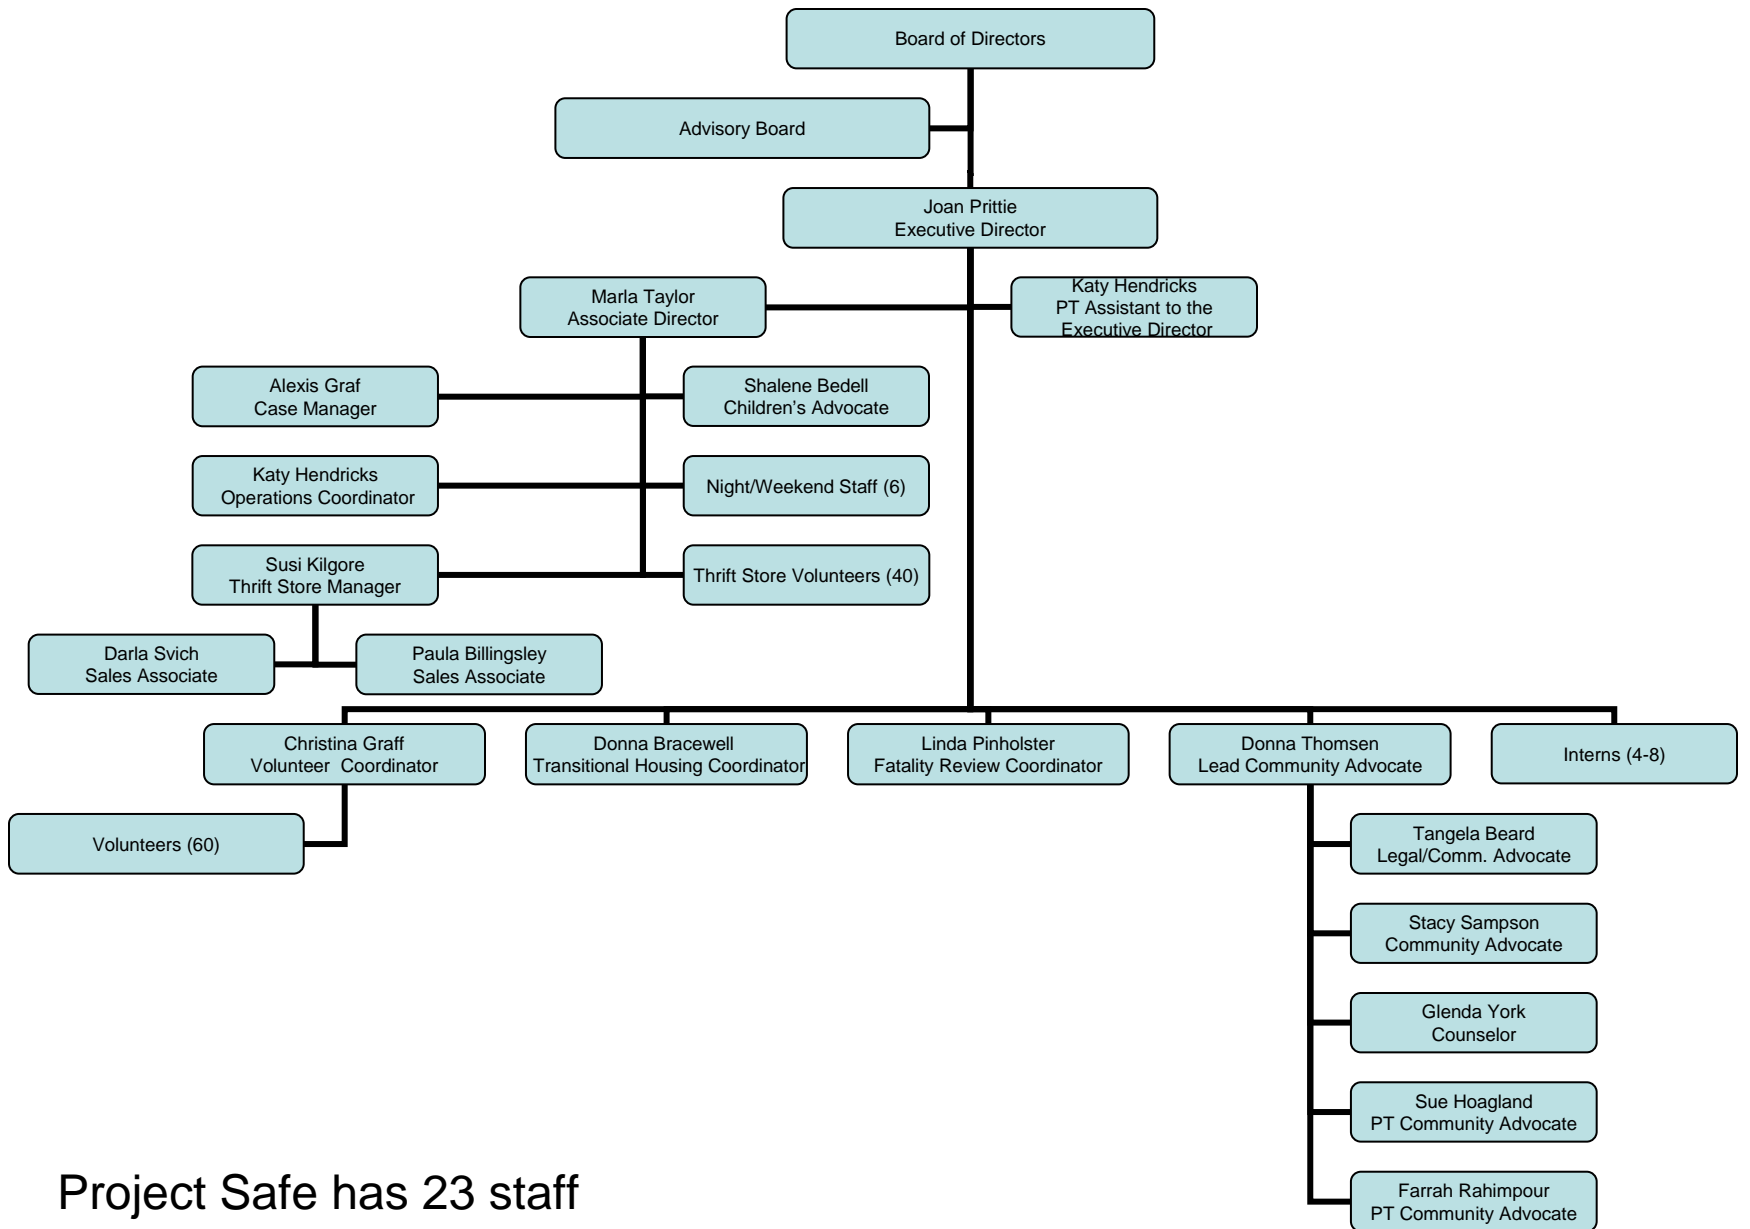 Board of Directors
Advisory Board
Joan Prittie
Executive Director
Marla Taylor
Associate Director
Katy Hendricks
PT Assistant to the
Executive Director
Alexis Graf
Case Manager
Shalene Bedell
Children’s Advocate
Katy Hendricks
Operations Coordinator
Night/Weekend Staff (6)
Susi Kilgore
Thrift Store Manager
Thrift Store Volunteers (40)
Darla Svich
Sales Associate
Paula Billingsley
Sales Associate
Christina Graff
Volunteer  Coordinator
Donna Bracewell
Transitional Housing Coordinator
Linda Pinholster
Fatality Review Coordinator
Donna Thomsen
Lead Community Advocate
Interns (4-8)
Volunteers (60)
Tangela Beard
Legal/Comm. Advocate
Stacy Sampson
Community Advocate
Glenda York
Counselor
Sue Hoagland
PT Community Advocate
Farrah Rahimpour
PT Community Advocate
Project Safe has 23 staff